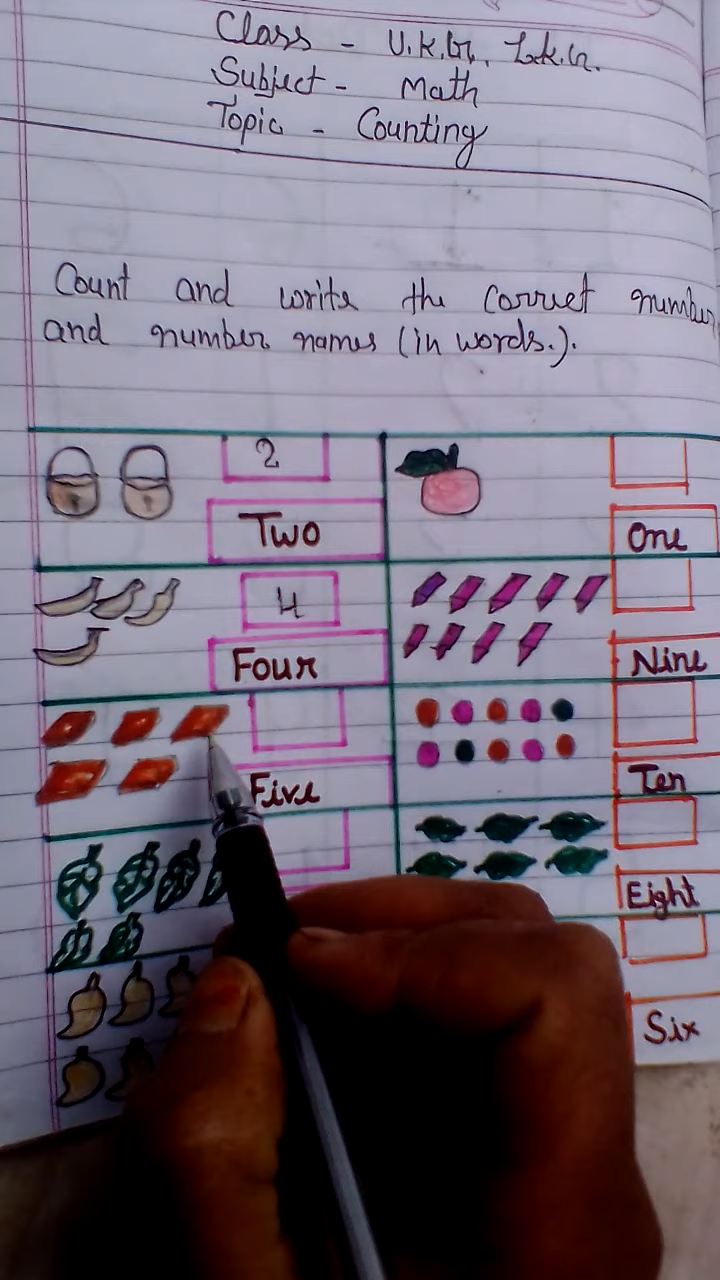 Class - U.K.G, L.K.G.
Subject - Math
Topic - Counting
Count and write the correct number
and number names (in words.).
2
Two
One
4
Four
Nine
Five
Ten
Eight
Six